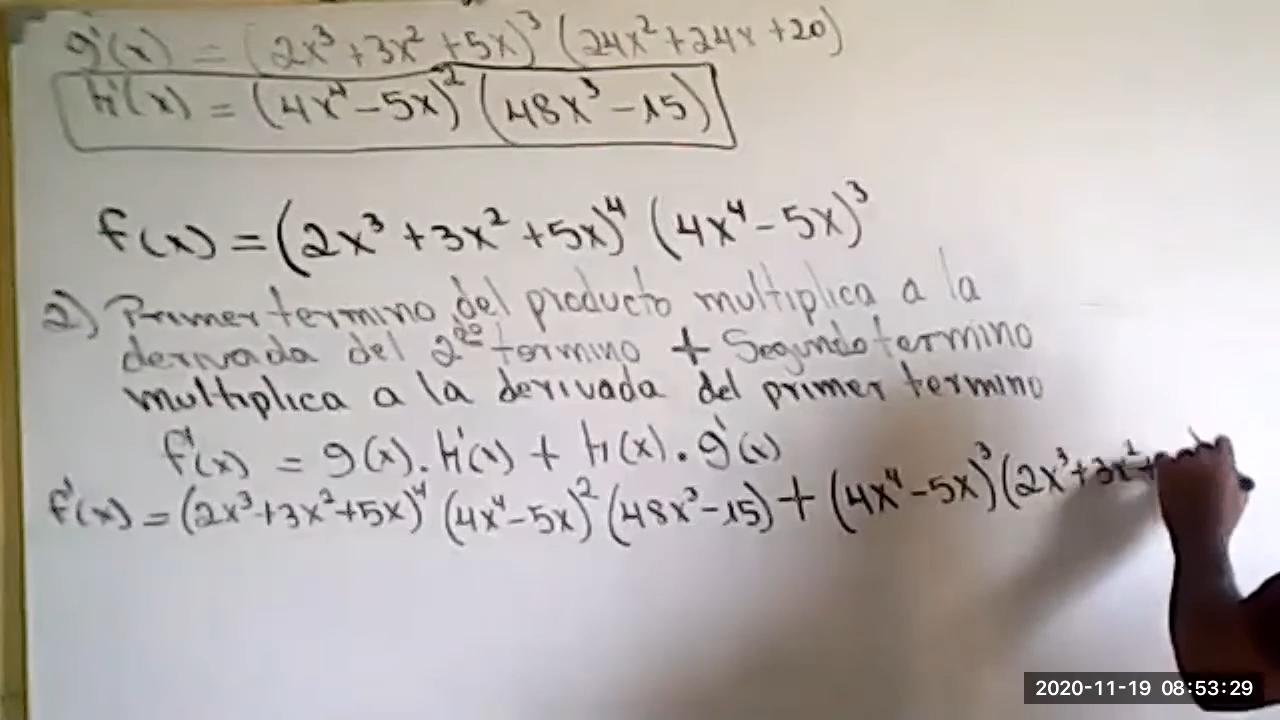 g'(x) = (2x³+3x²+5x)³ (24x²+24x+20)
h'(x) = (4x⁴-5x)² (48x³-15)
f(x) = (2x³+3x²+5x)⁴ (4x⁴-5x)³
2) Primer termino del producto multiplica a la
derivada del 2do termino + Segundo termino
multiplica a la derivada del primer termino
f'(x) = g(x).h'(x) + h(x).g'(x)
f'(x) = (2x³+3x²+5x)⁴ (4x⁴-5x)² (48x³-15) + (4x⁴-5x)³ (2x³+3x²+
2020-11-19 08:53:29